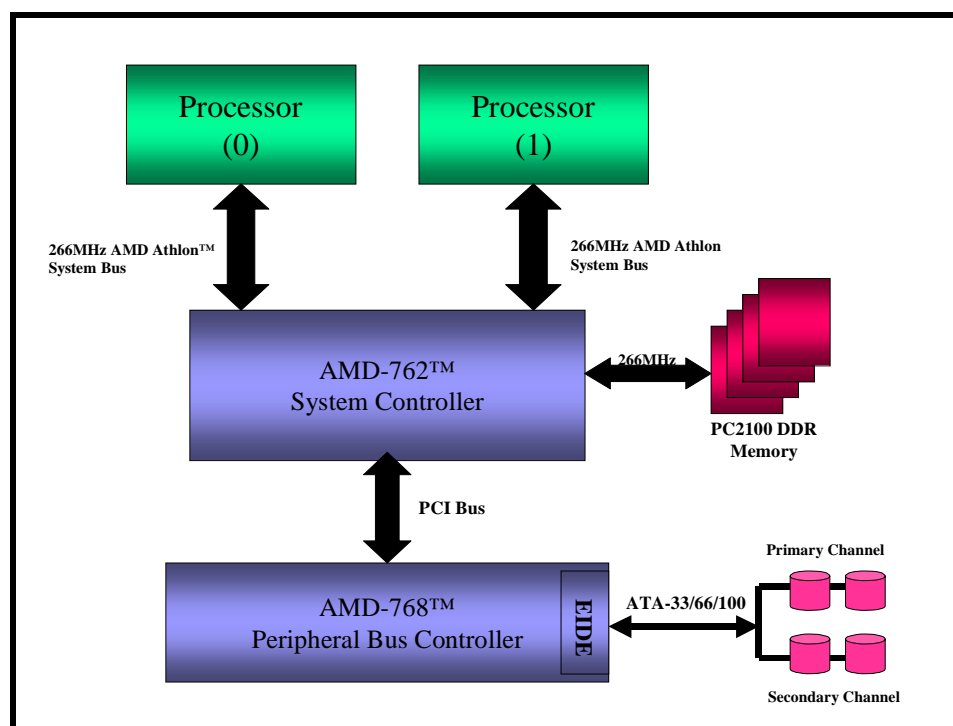 Processor
(0)
Processor
(1)
266MHz AMD Athlon™
System Bus
266MHz AMD Athlon
System Bus
AMD-762™
System Controller
266MHz
PC2100 DDR
Memory
PCI Bus
AMD-768™
Peripheral Bus Controller
EIDE
ATA-33/66/100
Primary Channel
Secondary Channel